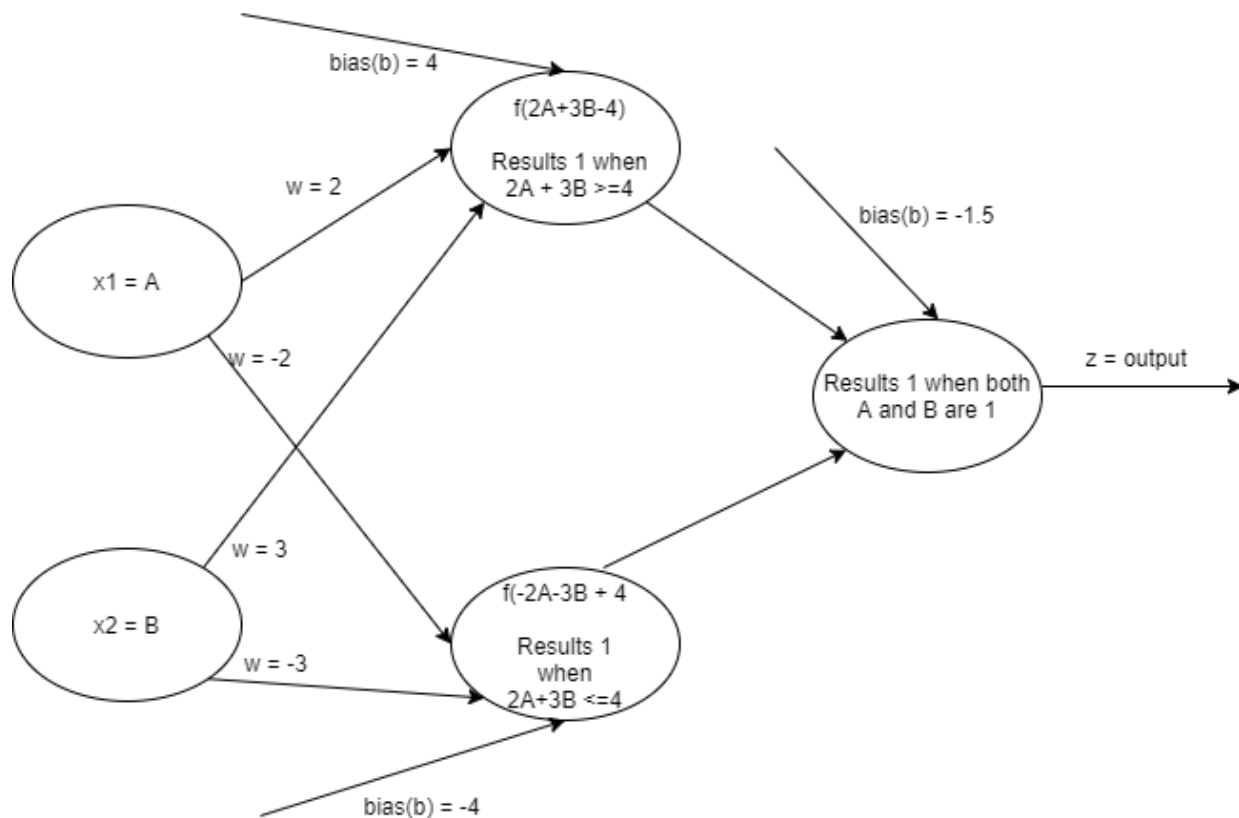 bias(b) = 4
f(2A+3B-4)
Results 1 when
2A + 3B >=4
w = 2
bias(b) = -1.5
x1 = A
w = -2
z = output
Results 1 when both
A and B are 1
w = 3
f(-2A-3B + 4
x2 = B
Results 1
when
2A+3B <=4
w = -3
bias(b) = -4